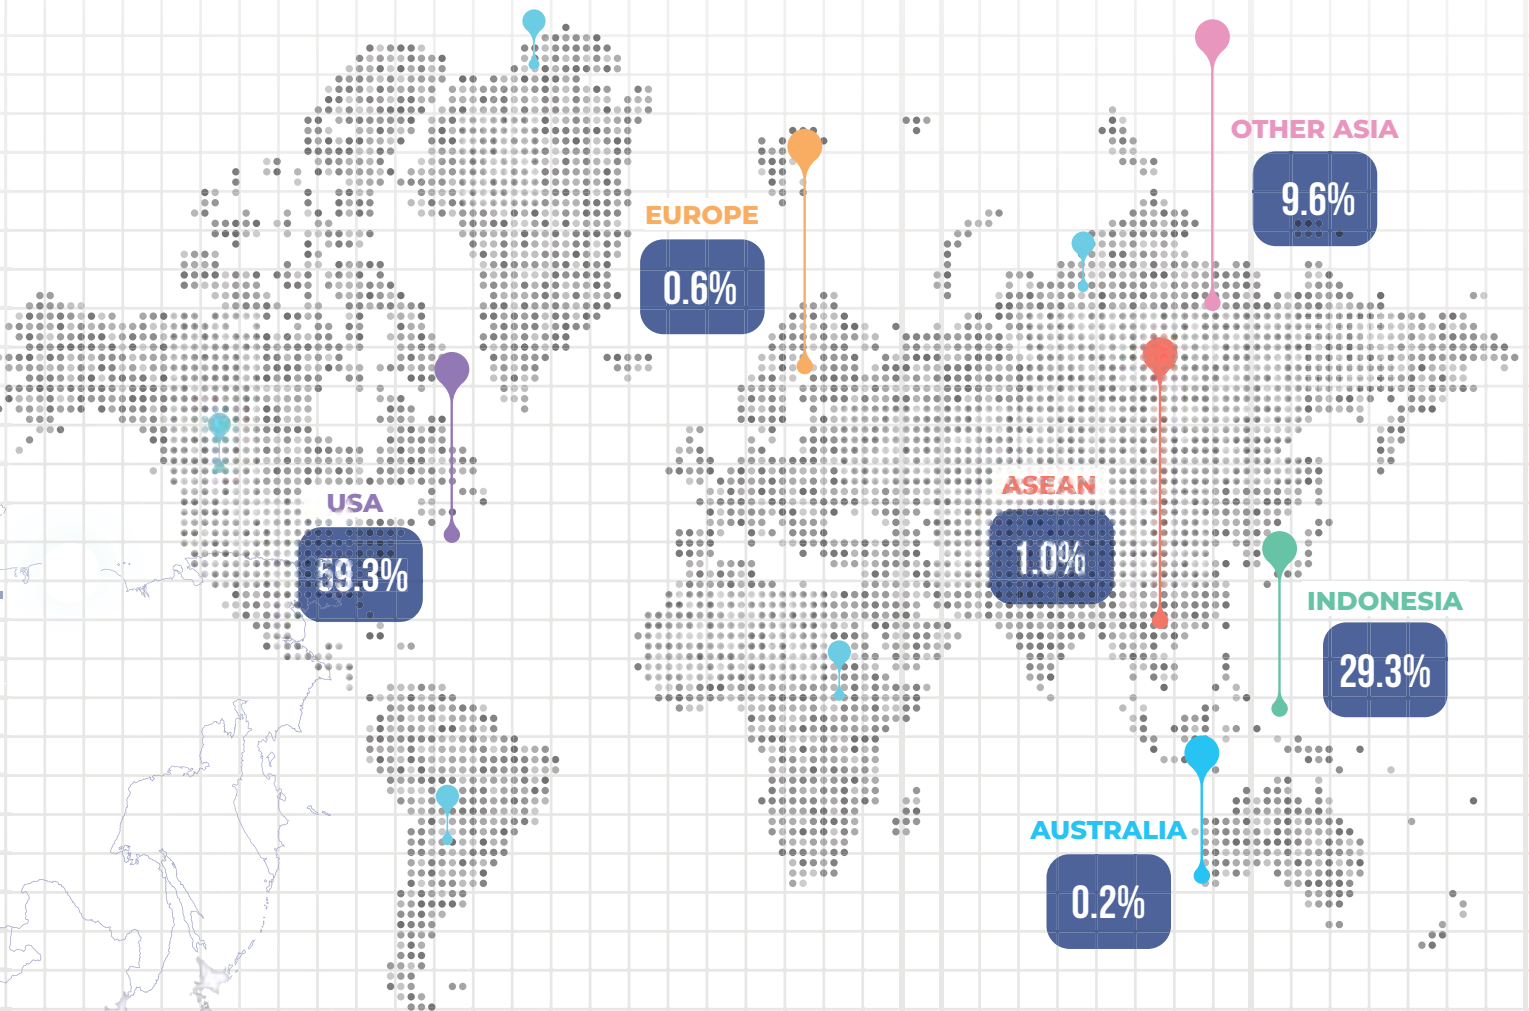 OTHER ASIA
9.6%
EUROPE
0.6%
ASEAN
1.0%
USA
59.3%
INDONESIA
29.3%
AUSTRALIA
0.2%